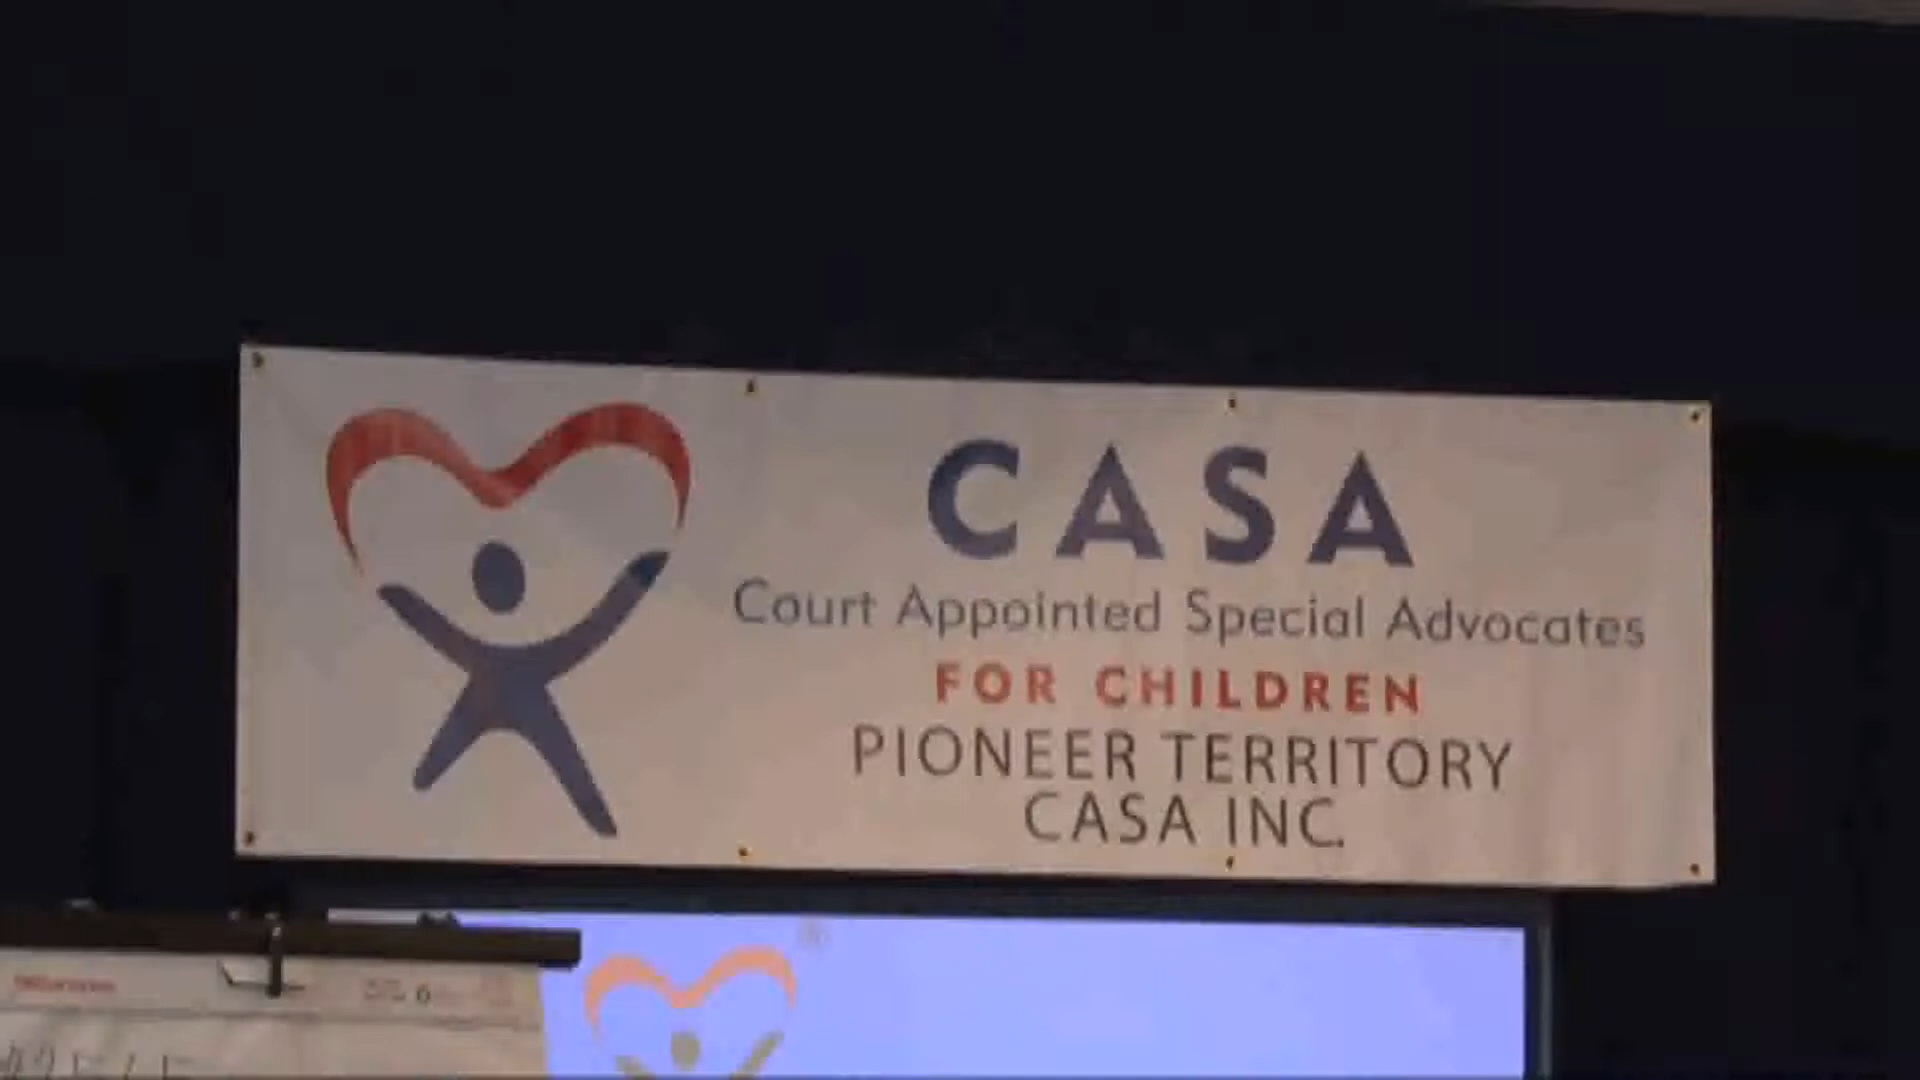 CASA
Court Appointed Special Advocates
FOR CHILDREN
PIONEER TERRITORY
CASA INC.